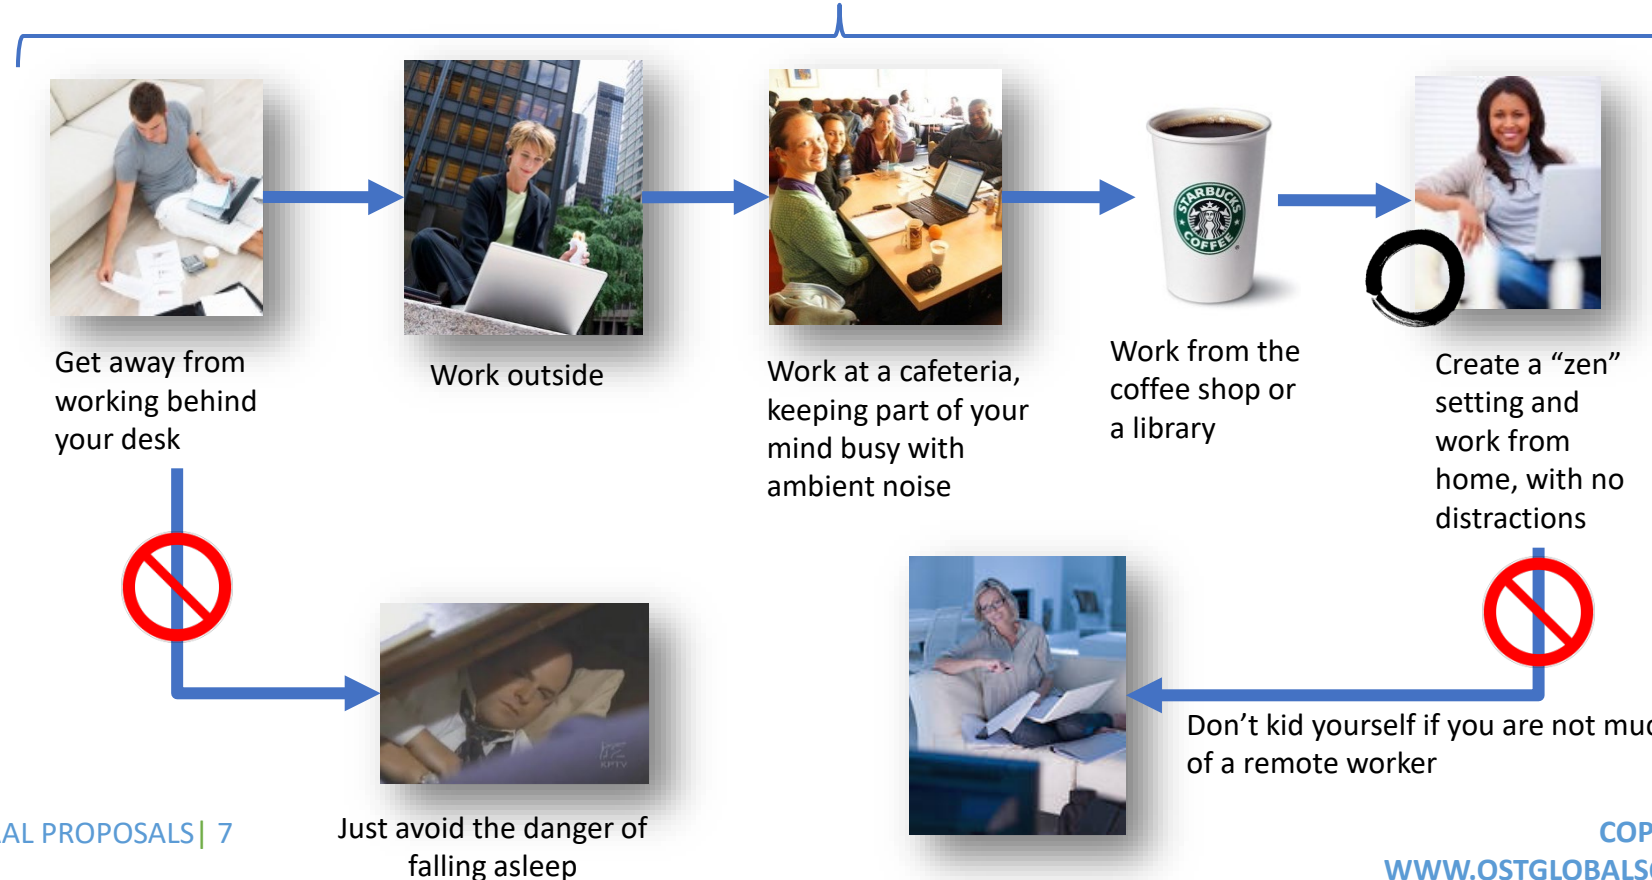 STARBUCKS
COFFEE
Get away from
working behind
your desk
Work outside
Work at a cafeteria,
keeping part of your
mind busy with
ambient noise
Work from the
coffee shop or
a library
Create a “zen”
setting and
work from
home, with no
distractions
KPTV
Just avoid the danger of
falling asleep
Don’t kid yourself if you are not muc
of a remote worker
AL PROPOSALS| 7
COP
WWW.OSTGLOBALS